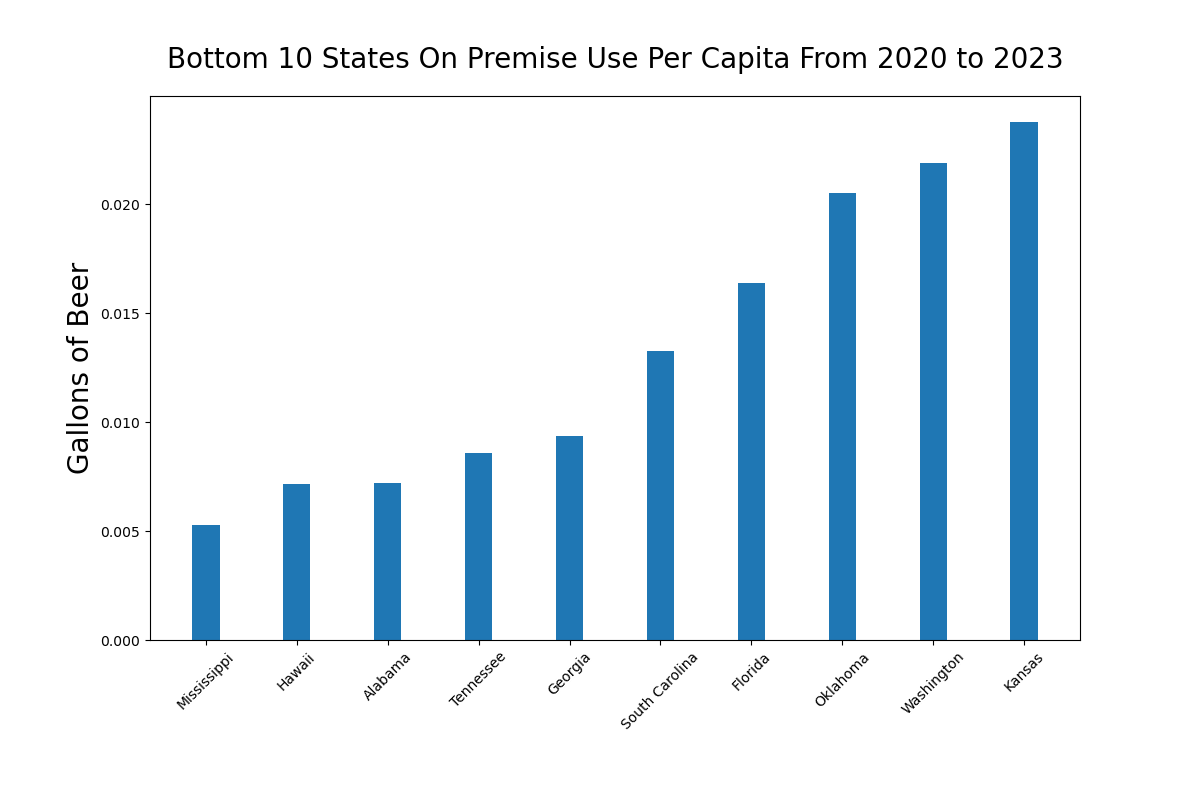 Bottom 10 States On Premise Use Per Capita From 2020 to 2023
Gallons of Beer
0.020
0.015
0.010
0.005
0.000
Mississippi
Hawaii
Alabama
Tennessee
Georgia
South Carolina
Florida
Oklahoma
Washington
Kansas